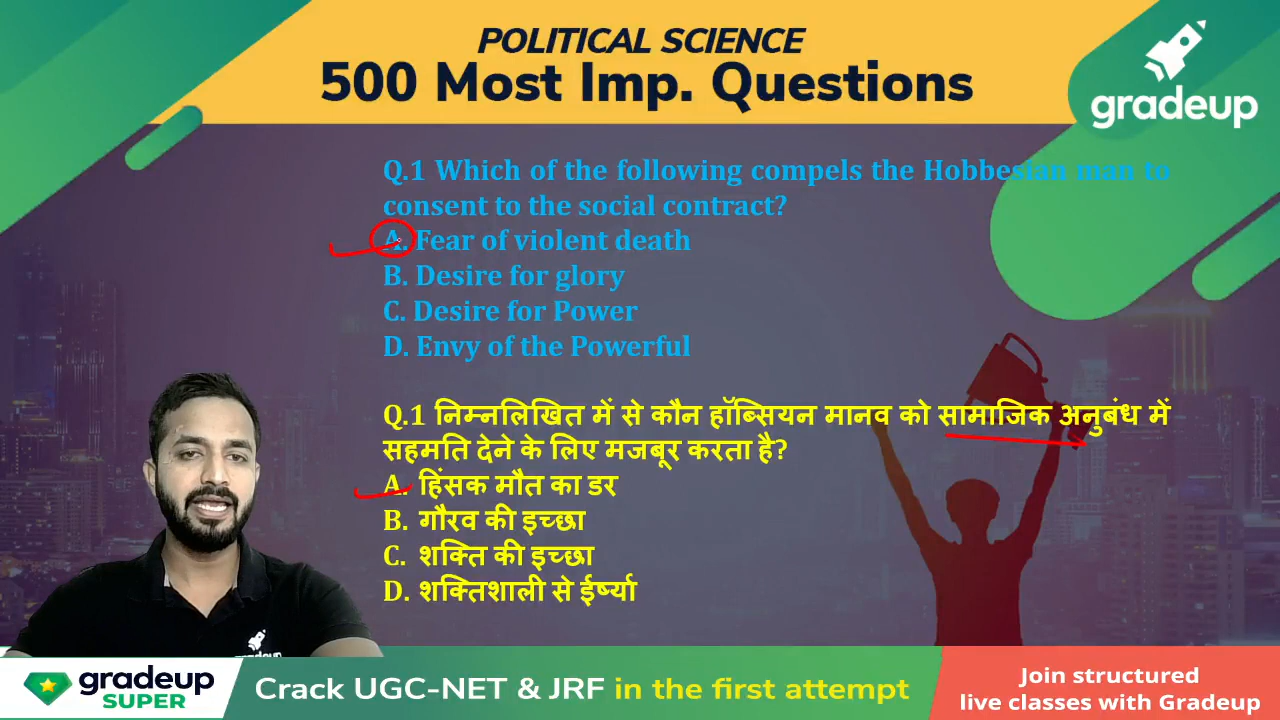 POLITICAL SCIENCE
500 Most Imp. Questions
gradeup
Q.1 Which of the following compels the Hobbesian man to
consent to the social contract?
A. Fear of violent death
B. Desire for glory
C. Desire for Power
D. Envy of the Powerful
Q.1 निम्नलिखित में से कौन हॉब्सियन मानव को सामाजिक अनुबंध में
सहमति देने के लिए मजबूर करता है?
A. हिंसक मौत का डर
B. गौरव की इच्छा
C. शक्ति की इच्छा
D. शक्तिशाली से ईर्ष्या
gradeup
gradeup
SUPER
Crack UGC-NET & JRF in the first attempt
Join structured
live classes with Gradeup